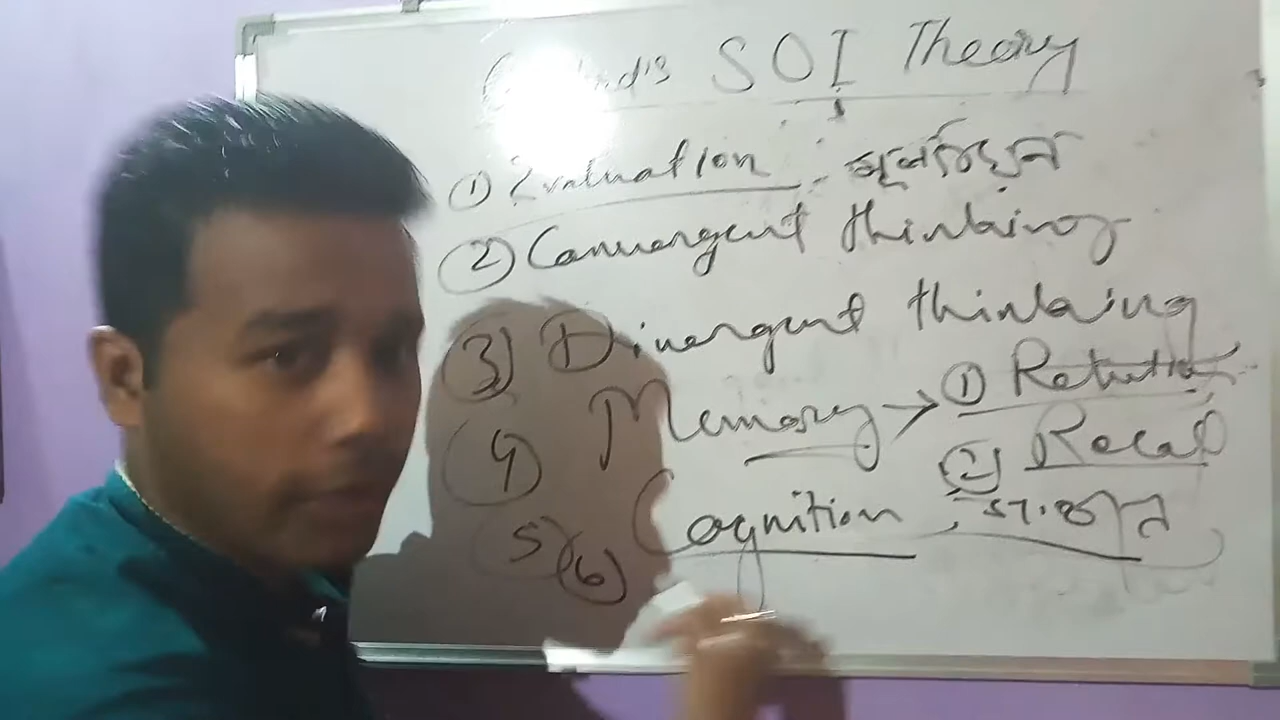 SOI Theory
① Evaluation : মূল্যায়ন
② Convergent thinking
③ Divergent thinking
④ Memory → ① Retention
② Recall
5) ⑥ Cognition :